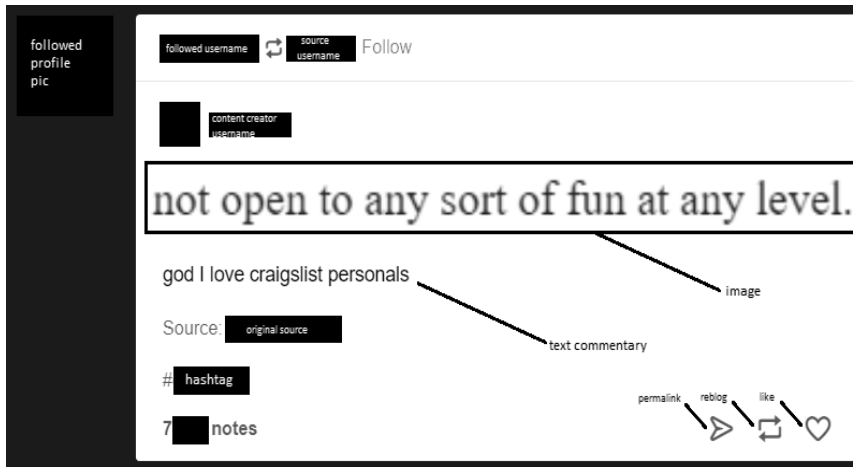 followed
profile
pic
followed username
source
username
Follow
content creator
username
not open to any sort of fun at any level.
god I love craigslist personals
image
Source: original source
text commentary
# hashtag
permalink
reblog
like
7 notes